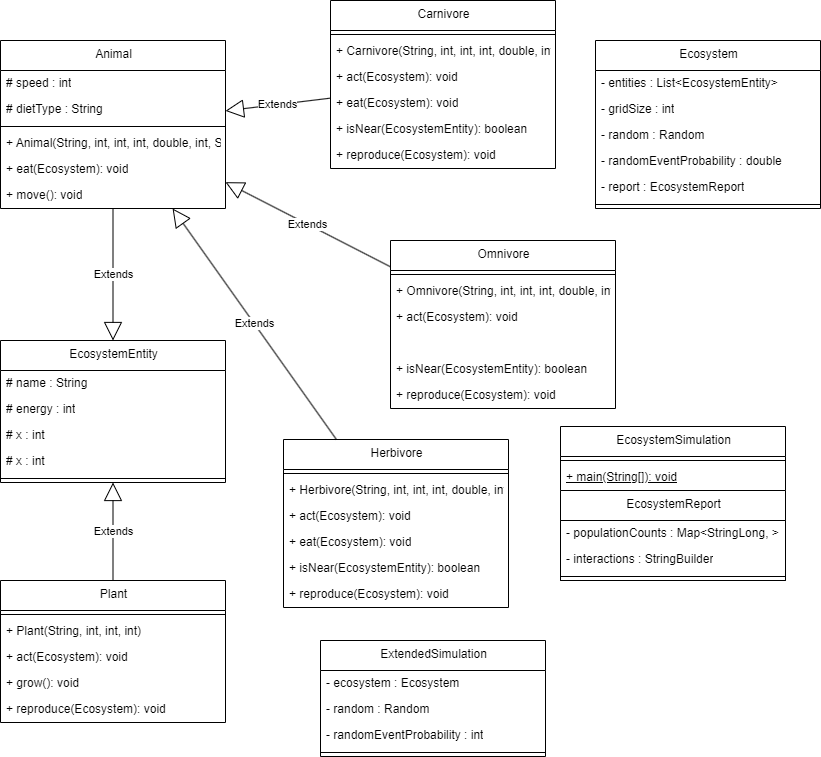 Carnivore
+ Carnivore(String, int, int, int, double, in
+ act(Ecosystem): void
+ eat(Ecosystem): void
+ isNear(EcosystemEntity): boolean
+ reproduce(Ecosystem): void
Animal
# speed : int
# dietType : String
+ Animal(String, int, int, int, double, int, S
+ eat(Ecosystem): void
+ move(): void
Extends
Ecosystem
- entities : List<EcosystemEntity>
- gridSize : int
- random : Random
- randomEventProbability : double
- report : EcosystemReport
Extends
Omnivore
+ Omnivore(String, int, int, int, double, in
+ act(Ecosystem): void
+ isNear(EcosystemEntity): boolean
+ reproduce(Ecosystem): void
Extends
Extends
EcosystemEntity
# name : String
# energy : int
# x : int
# x : int
Herbivore
+ Herbivore(String, int, int, int, double, in
+ act(Ecosystem): void
+ eat(Ecosystem): void
+ isNear(EcosystemEntity): boolean
+ reproduce(Ecosystem): void
EcosystemSimulation
+ main(String[]): void
EcosystemReport
- populationCounts : Map<StringLong, >
- interactions : StringBuilder
Extends
Plant
+ Plant(String, int, int, int)
+ act(Ecosystem): void
+ grow(): void
+ reproduce(Ecosystem): void
ExtendedSimulation
- ecosystem : Ecosystem
- random : Random
- randomEventProbability : int